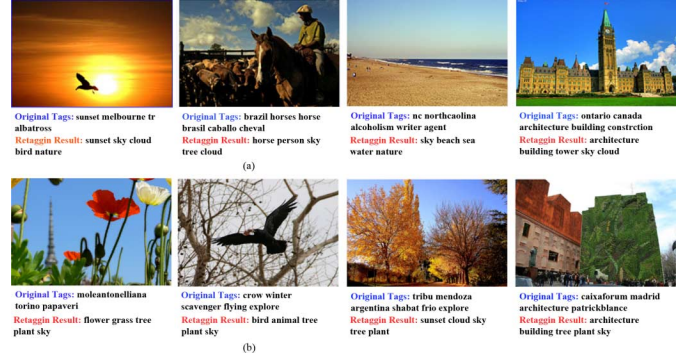 Original Tags: sunset melbourne tr
albatross
Retaggin Result: sunset sky cloud
bird nature
Original Tags: brazil horses horse
brasil caballo cheval
Retaggin Result: horse person sky
tree cloud
Original Tags: nc northcaolina
alcoholism writer agent
Retaggin Result: sky beach sea
water nature
Original Tags: ontario canada
architecture building constrction
Retaggin Result: architecture
building tower sky cloud
(a)
Original Tags: moleantonelliana
torino papaveri
Retaggin Result: flower grass tree
plant sky
Original Tags: crow winter
scavenger flying explore
Retaggin Result: bird animal tree
plant sky
Original Tags: tribu mendoza
argentina shabat frio explore
Retaggin Result: sunset cloud sky
tree plant
Original Tags: caixaforum madrid
architecture patrickblance
Retaggin Result: architecture
building tree plant sky
(b)